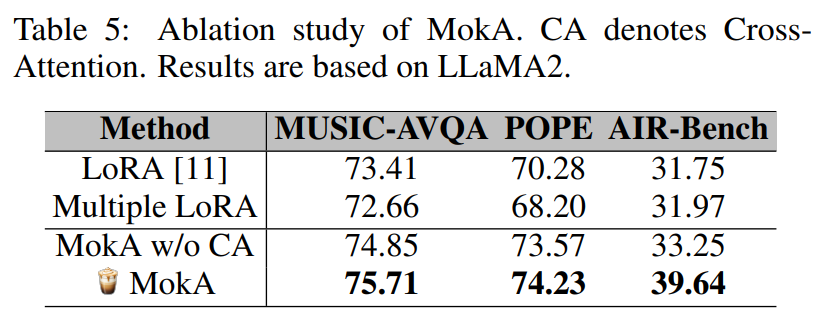 Table 5: Ablation study of MokA. CA denotes Cross-
Attention. Results are based on LLaMA2.
Method MUSIC-AVQA POPE AIR-Bench
LoRA [11] 73.41 70.28 31.75
Multiple LoRA 72.66 68.20 31.97
MokA w/o CA 74.85 73.57 33.25
MokA 75.71 74.23 39.64